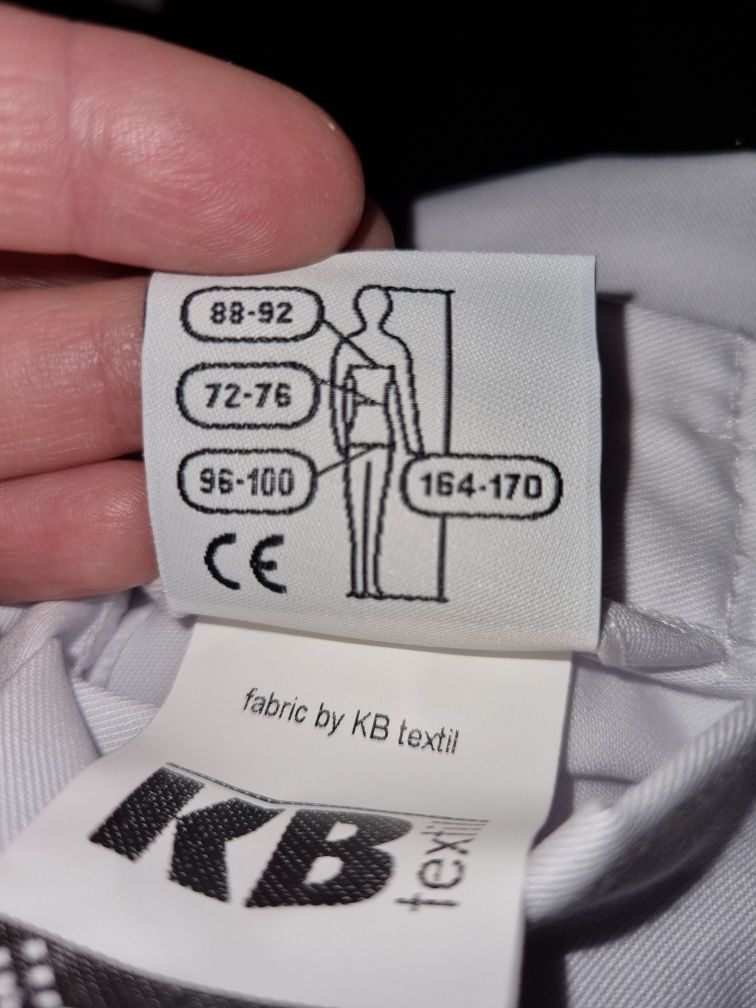 88-92
72-76
96-100
164-170
CE
fabric by KB textil
KB textil